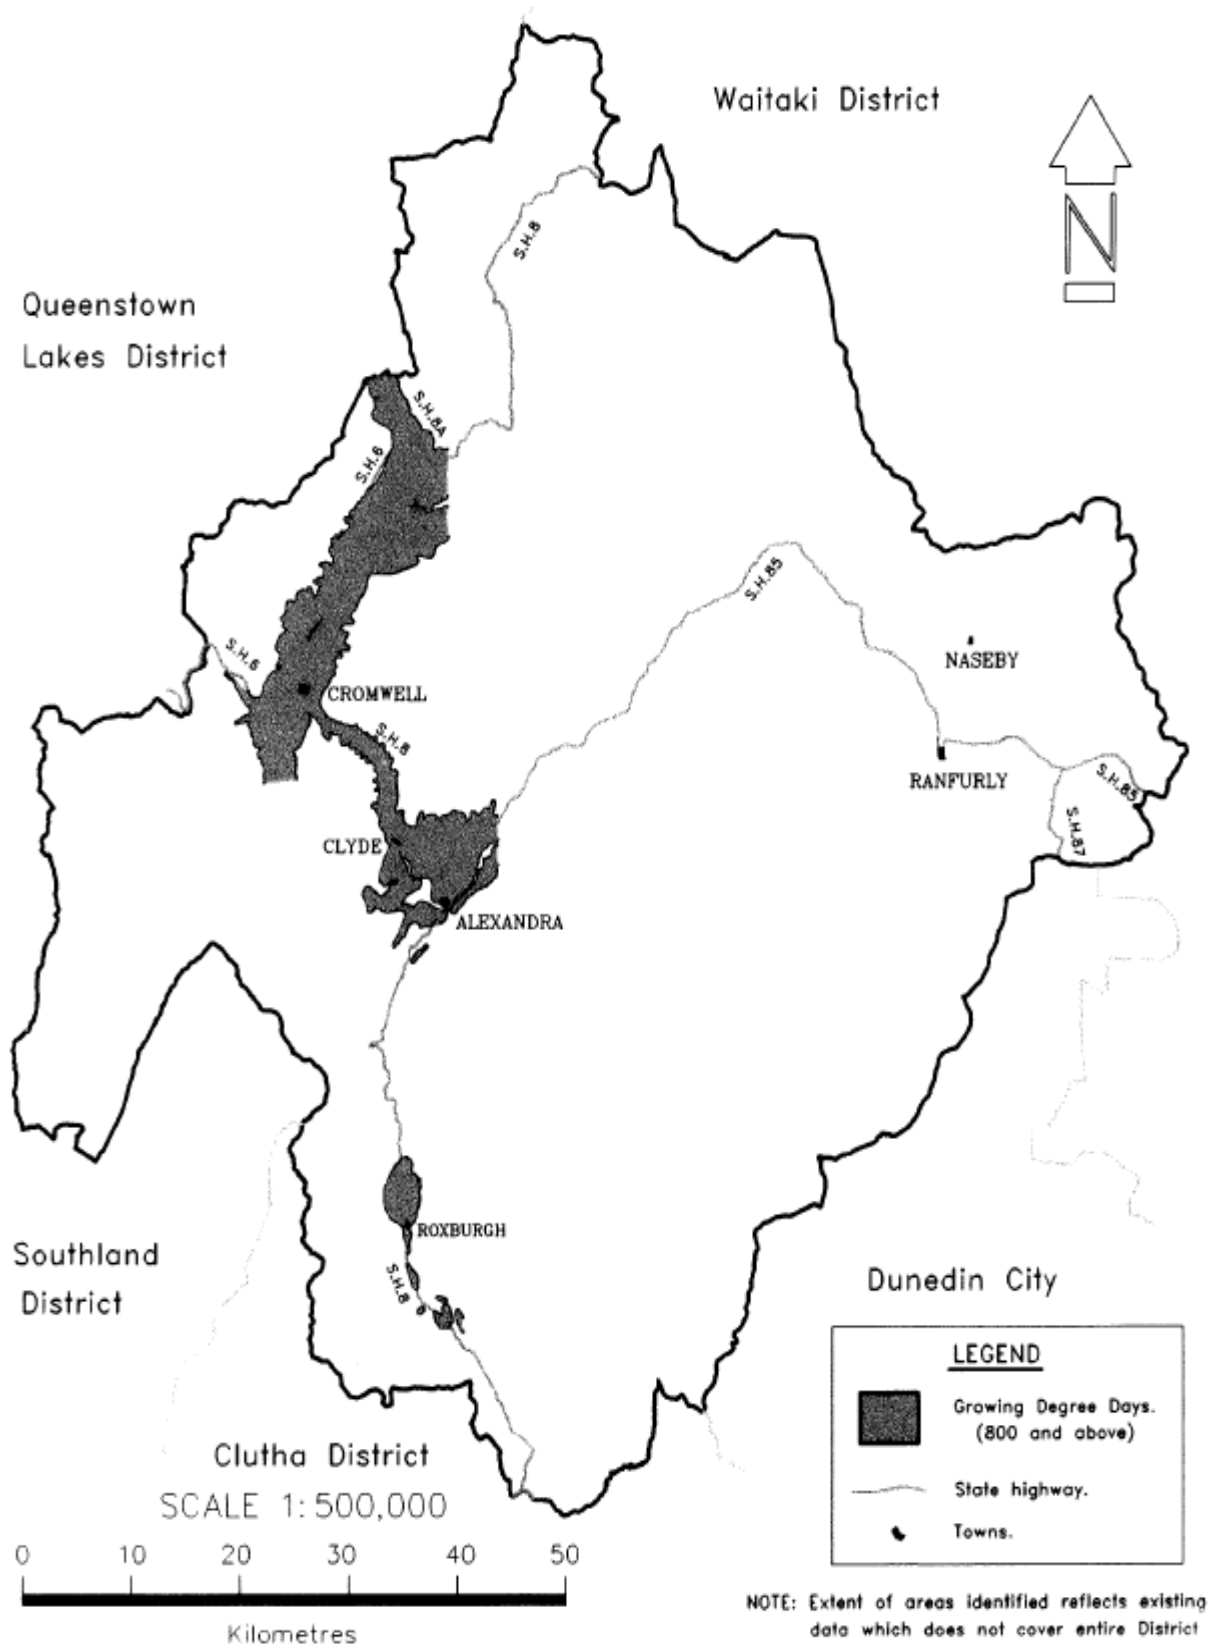 Waitaki District
N
S.H.8
Queenstown
Lakes District
S.H.8A
S.H.6
S.H.85
NASEBY
S.H.6
CROMWELL
S.H.8
RANFURLY
S.H.85
S.H.87
CLYDE
ALEXANDRA
ROXBURGH
S.H.8
Southland
District
Dunedin City
LEGEND
Growing Degree Days.
(800 and above)
State highway.
Towns.
Clutha District
SCALE 1:500,000
0 10 20 30 40 50
Kilometres
NOTE: Extent of areas identified reflects existing
data which does not cover entire District